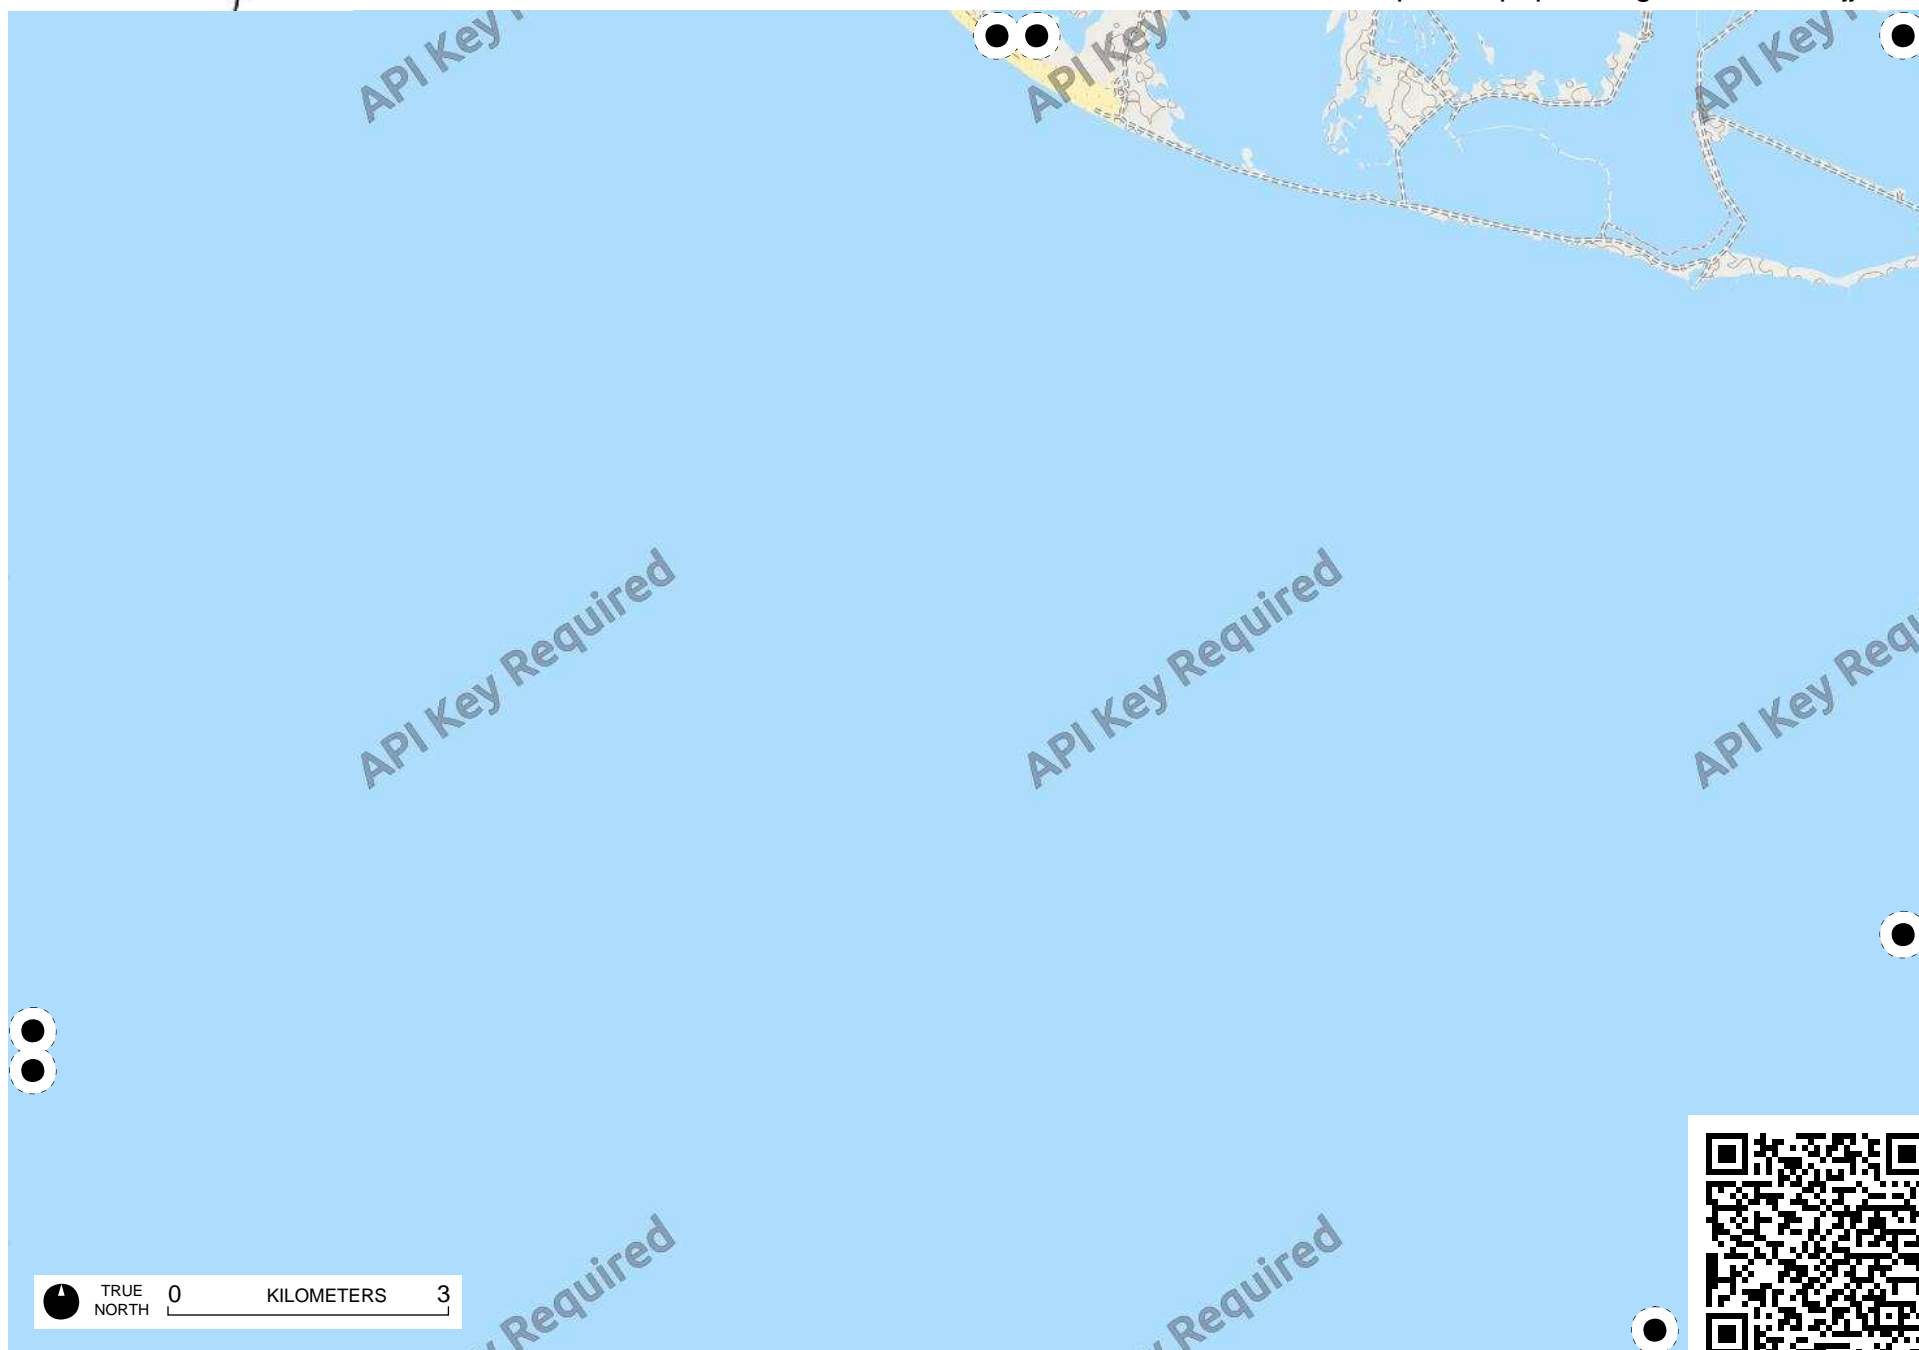 API Key
API Key
API Key
API Key Required
API Key Required
API Key Requ
Required
Required
TRUE
NORTH
0 KILOMETERS 3